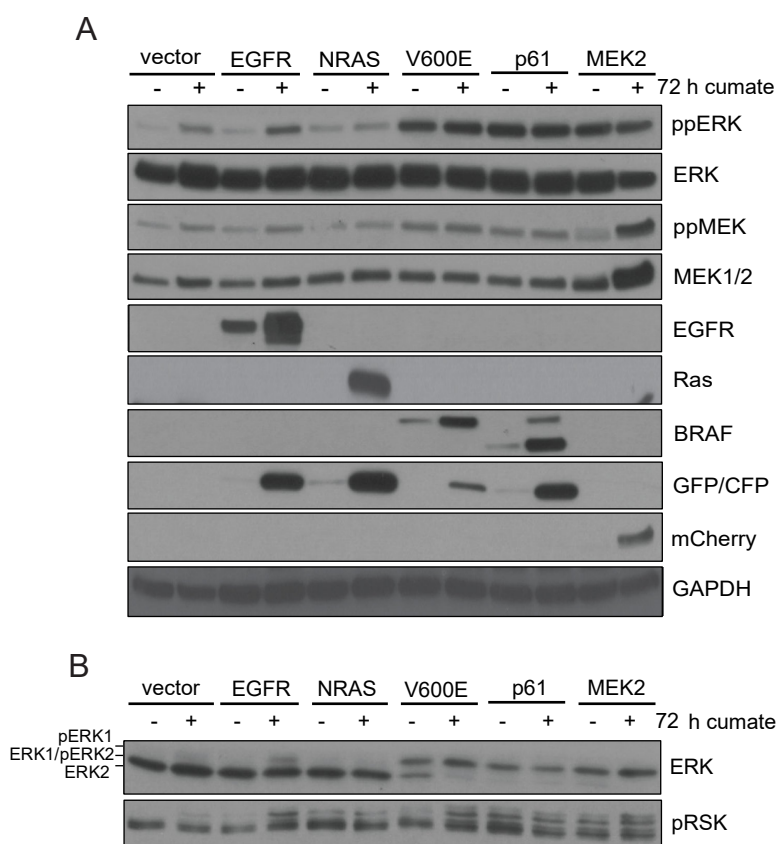 A
vector EGFR NRAS V600E p61 MEK2
- + - + - + - + - + - + 72 h cumate
ppERK
ERK
ppMEK
MEK1/2
EGFR
Ras
BRAF
GFP/CFP
mCherry
GAPDH
B
vector EGFR NRAS V600E p61 MEK2
- + - + - + - + - + - + 72 h cumate
pERK1
ERK1/pERK2
ERK2
ERK
pRSK